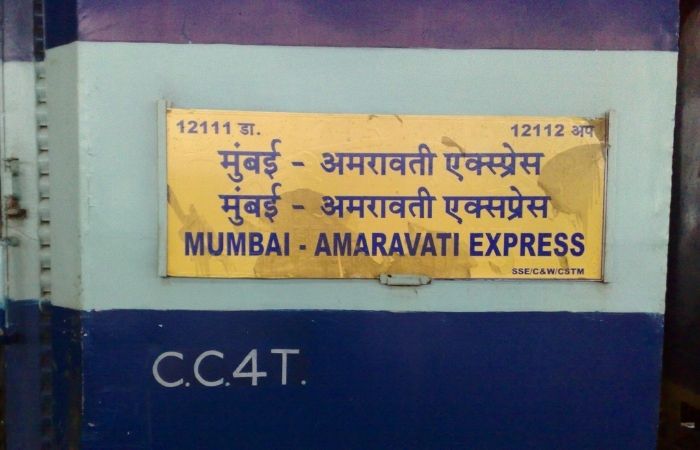 12111 डा. 12112 अप
मुंबई - अमरावती एक्स्प्रेस
मुंबई - अमरावती एक्सप्रेस
MUMBAI - AMARAVATI EXPRESS
SSE/C&W/CSTM
C.C.4T.